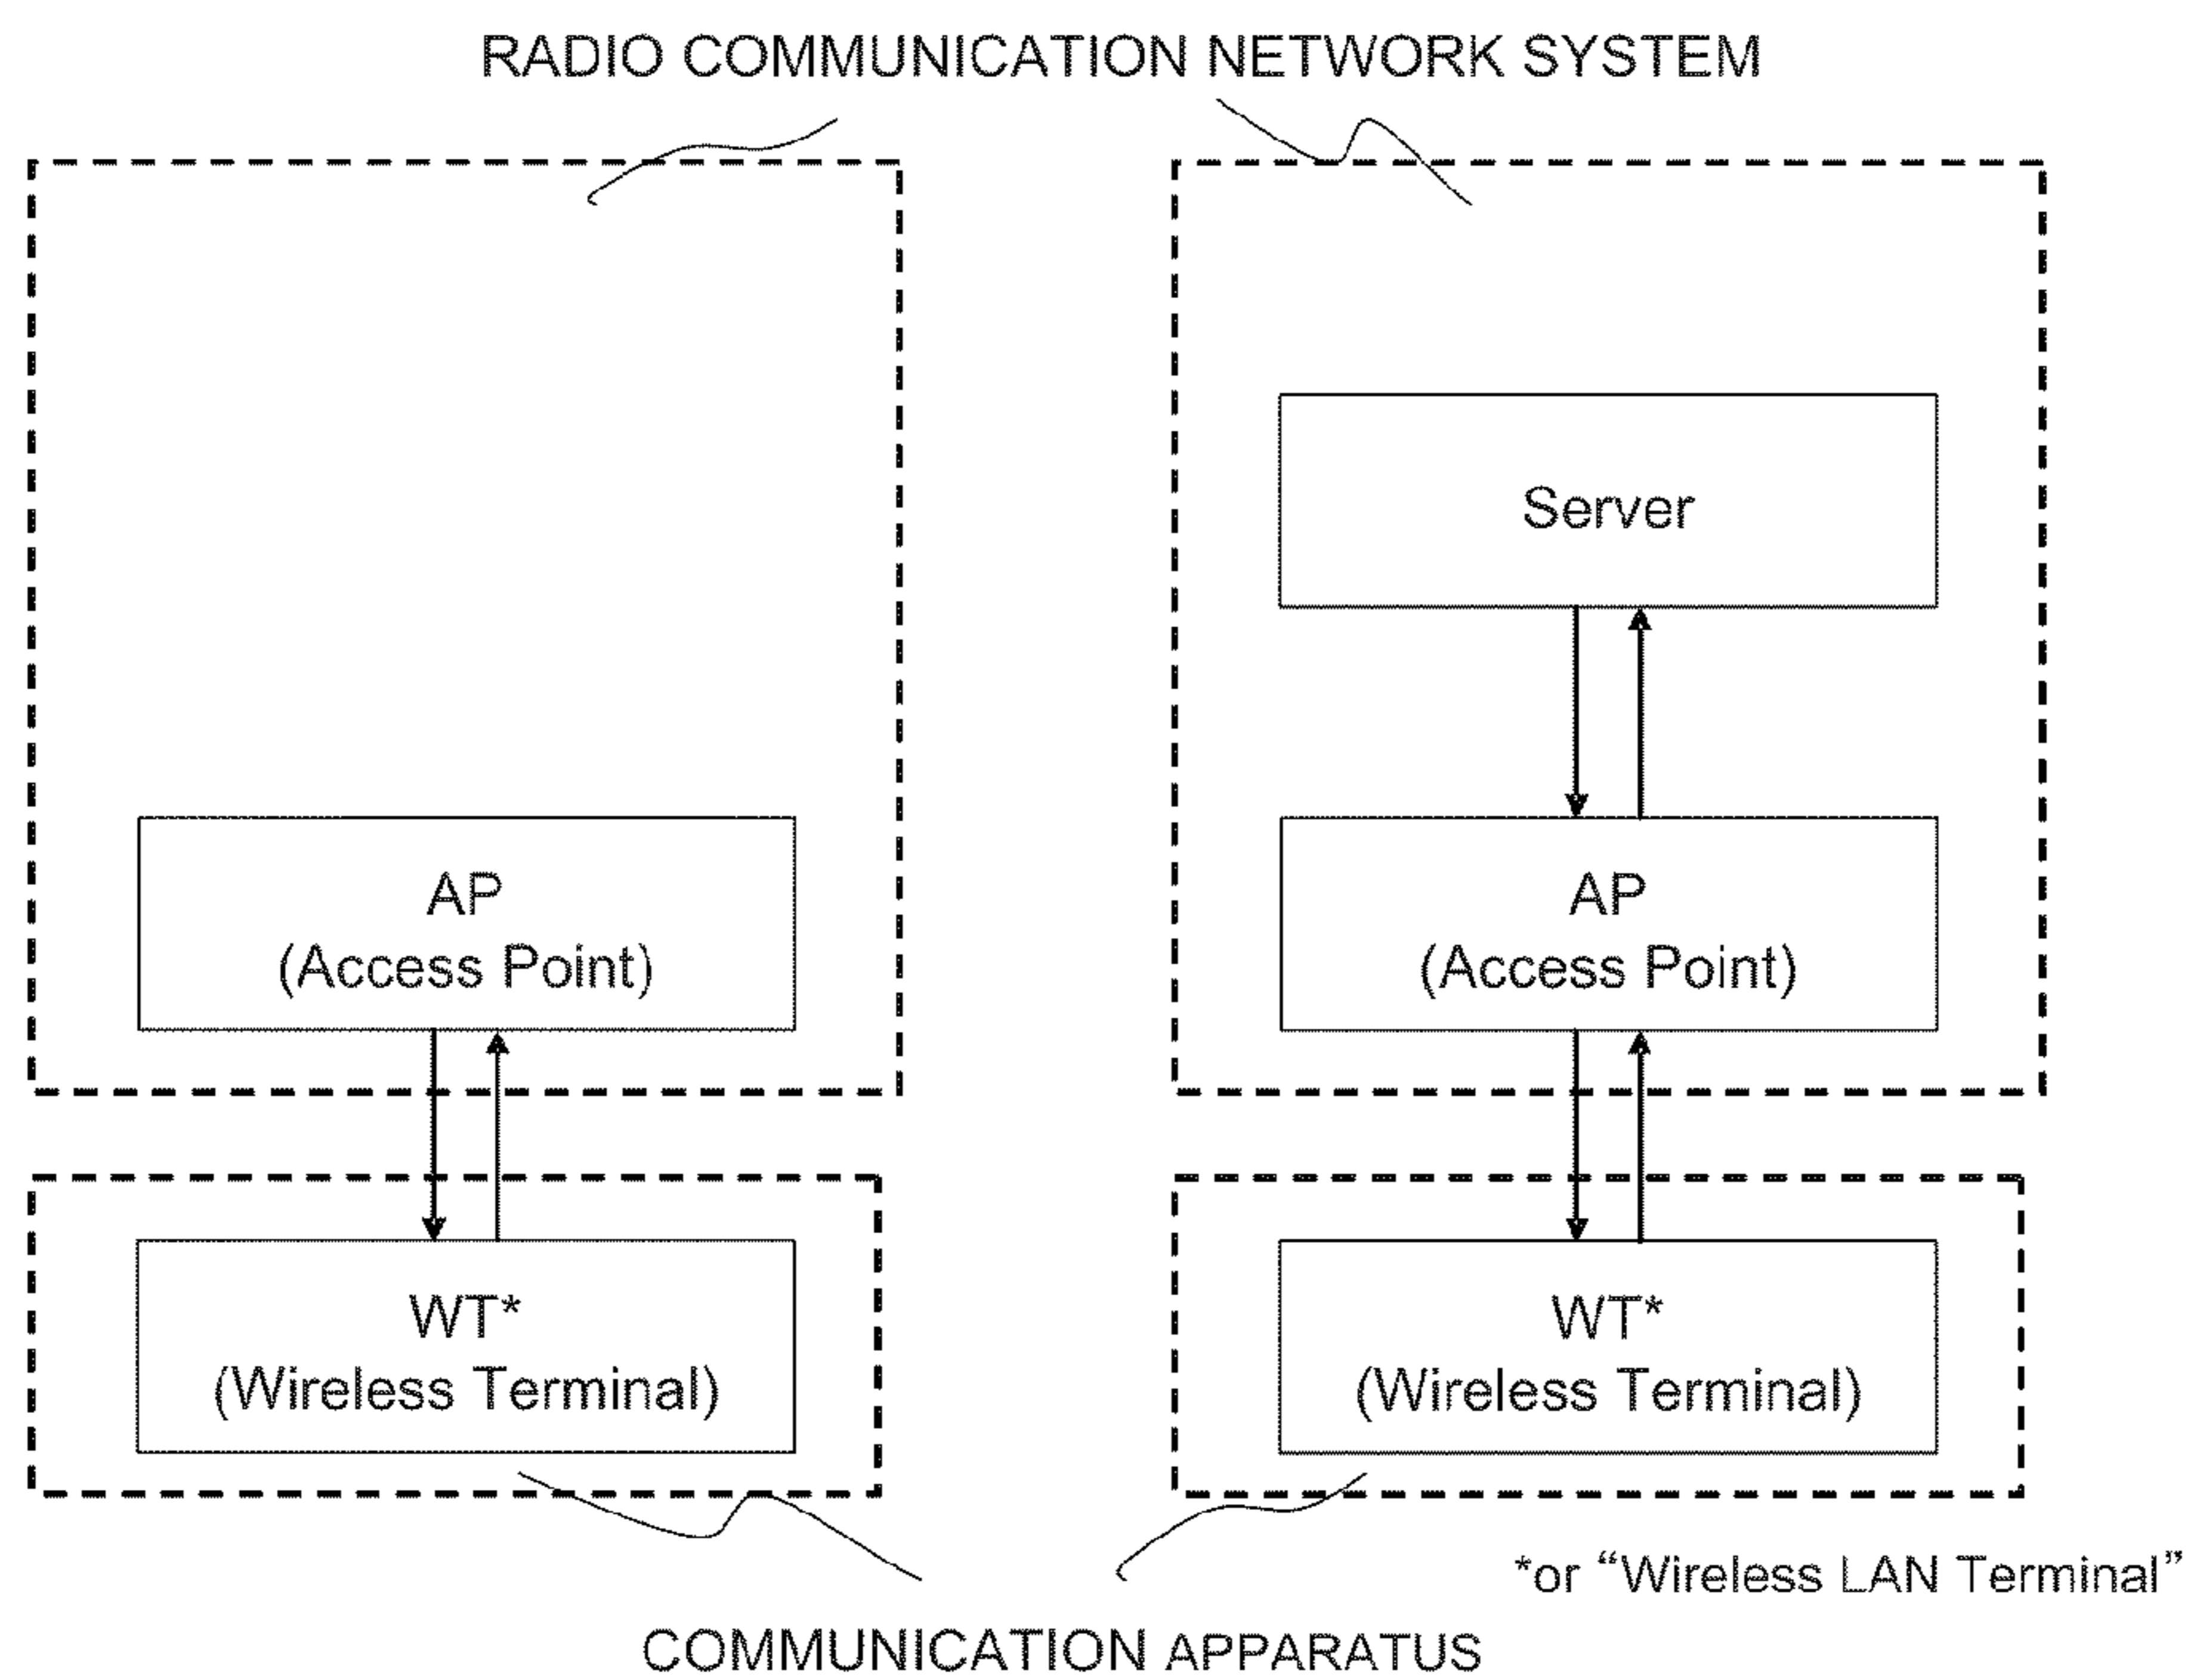 RADIO COMMUNICATION NETWORK SYSTEM
Server
AP
(Access Point)
AP
(Access Point)
WT*
(Wireless Terminal)
WT*
(Wireless Terminal)
*or “Wireless LAN Terminal”
COMMUNICATION APPARATUS